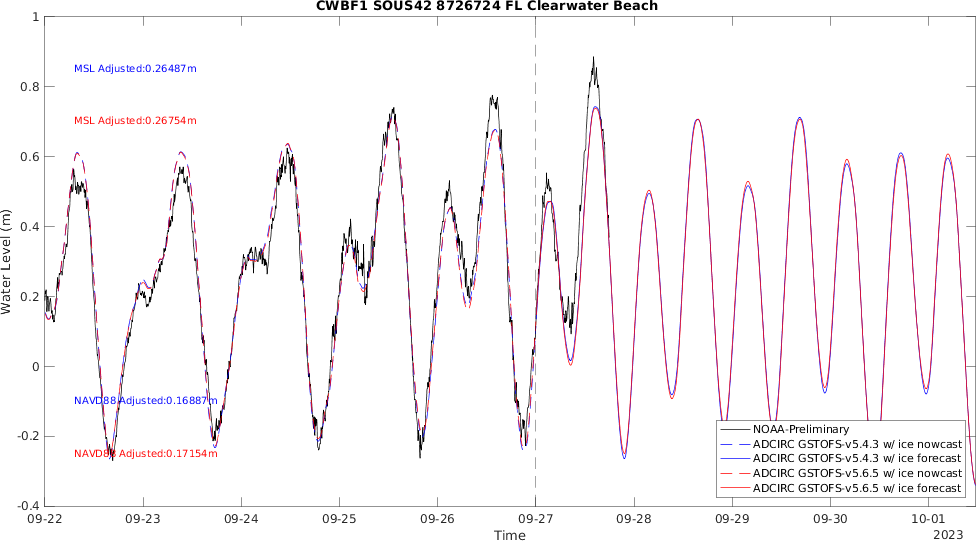 CWBF1 SOUS42 8726724 FL Clearwater Beach
1
0.8
0.6
0.4
0.2
0
-0.2
-0.4
Water Level (m)
MSL Adjusted:0.26487m
MSL Adjusted:0.26754m
NAVD88 Adjusted:0.16887m
NAVD88 Adjusted:0.17154m
NOAA-Preliminary
ADCIRC GSTOFS-v5.4.3 w/ ice nowcast
ADCIRC GSTOFS-v5.4.3 w/ ice forecast
ADCIRC GSTOFS-v5.6.5 w/ ice nowcast
ADCIRC GSTOFS-v5.6.5 w/ ice forecast
09-22 09-23 09-24 09-25 09-26 09-27 09-28 09-29 09-30 10-01
Time
2023